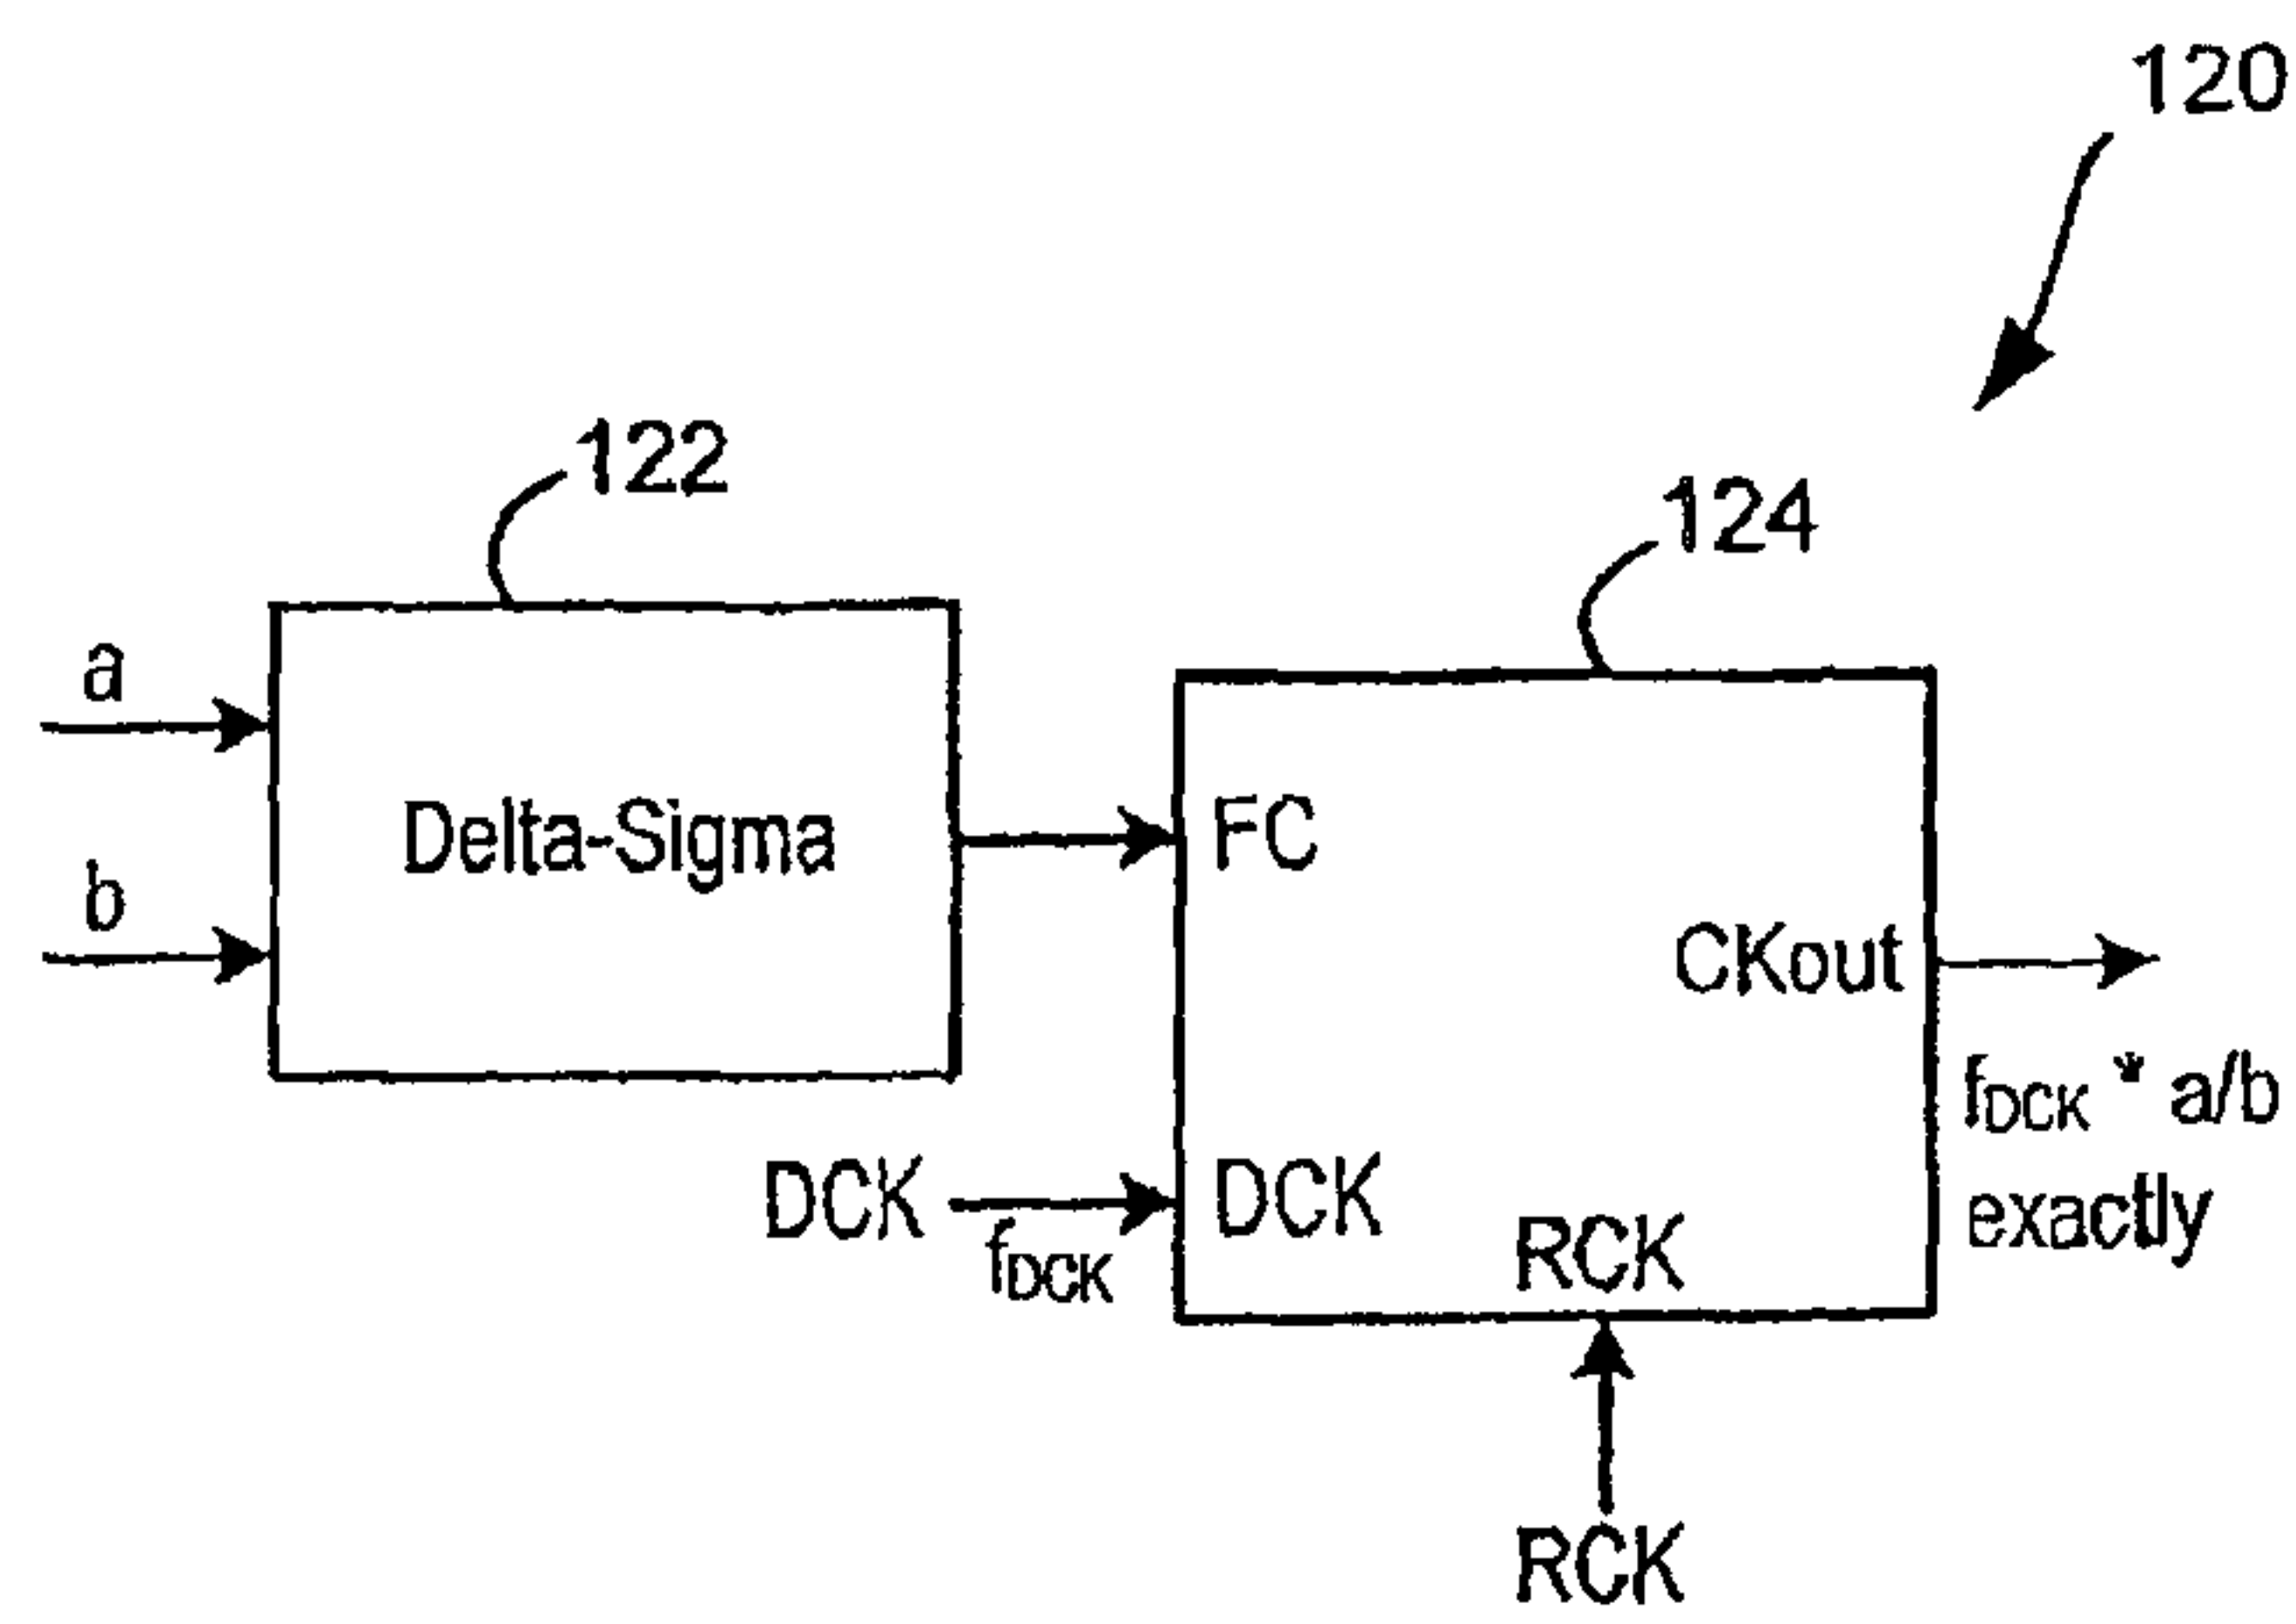 120
122
124
a
b
Delta-Sigma
FC
CKout
fDCK * a/b
exactly
DCK
fDCK
DCK
RCK
RCK